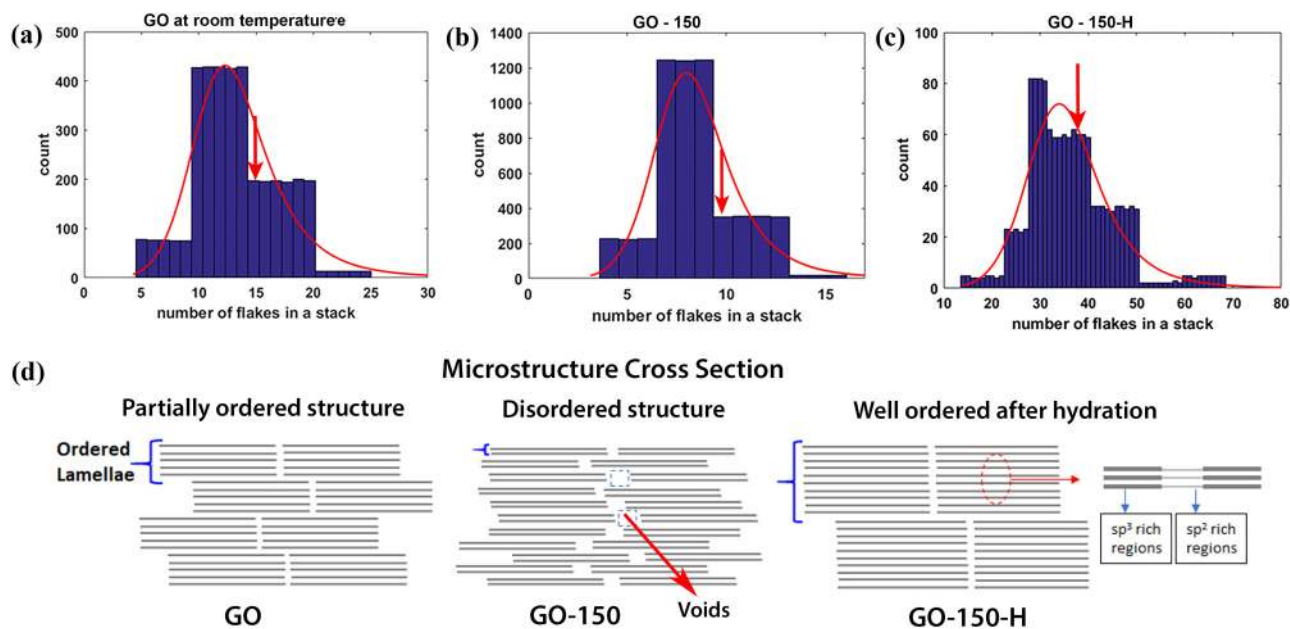 GO at room temperature
(a)
500
400
300
200
100
0
count
0 5 10 15 20 25 30
number of flakes in a stack
GO - 150
(b)
1400
1200
1000
800
600
400
200
0
count
0 5 10 15
number of flakes in a stack
GO - 150-H
(c)
100
80
60
40
20
0
count
10 20 30 40 50 60 70 80
number of flakes in a stack
(d)
Microstructure Cross Section
Partially ordered structure
Ordered
Lamellae
GO
Disordered structure
Voids
GO-150
Well ordered after hydration
sp³ rich
regions
sp² rich
regions
GO-150-H